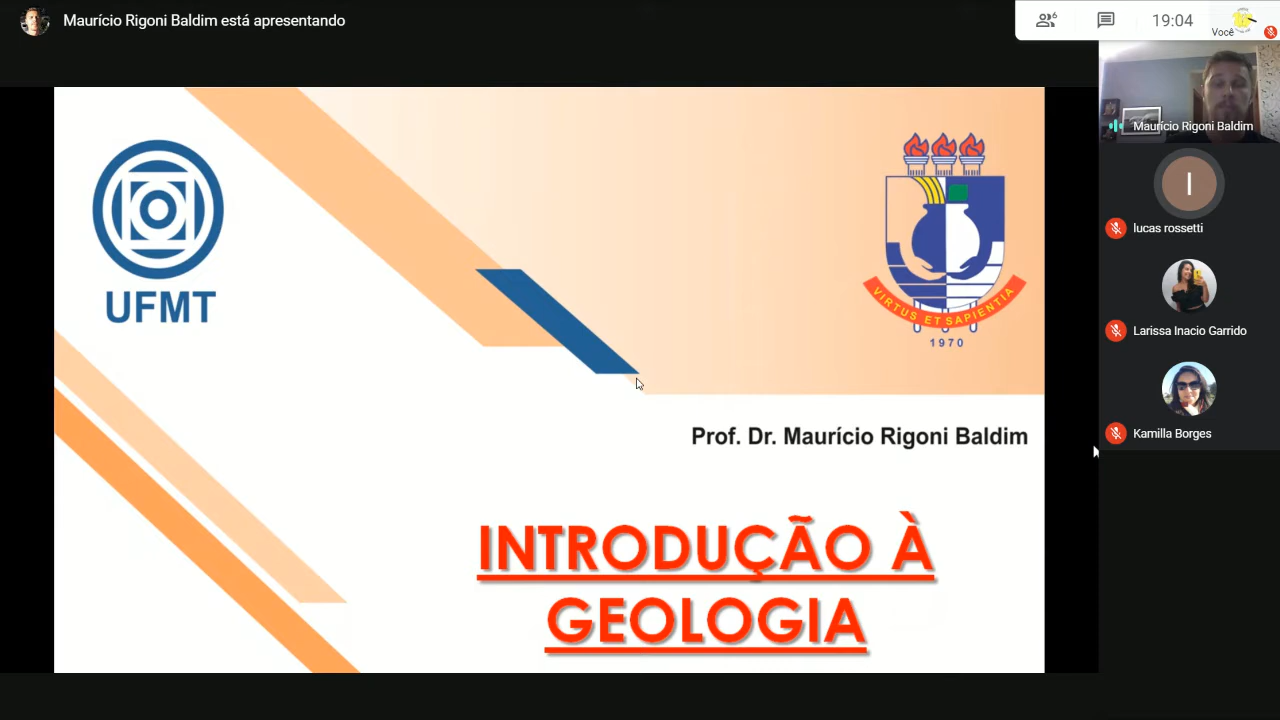 Maurício Rigoni Baldim está apresentando
6
19:04
Você
Maurício Rigoni Baldim
l
lucas rossetti
Larissa Inacio Garrido
Kamilla Borges
UFMT
VIRTUS ET SAPIENTIA
1970
Prof. Dr. Maurício Rigoni Baldim
INTRODUÇÃO À
GEOLOGIA